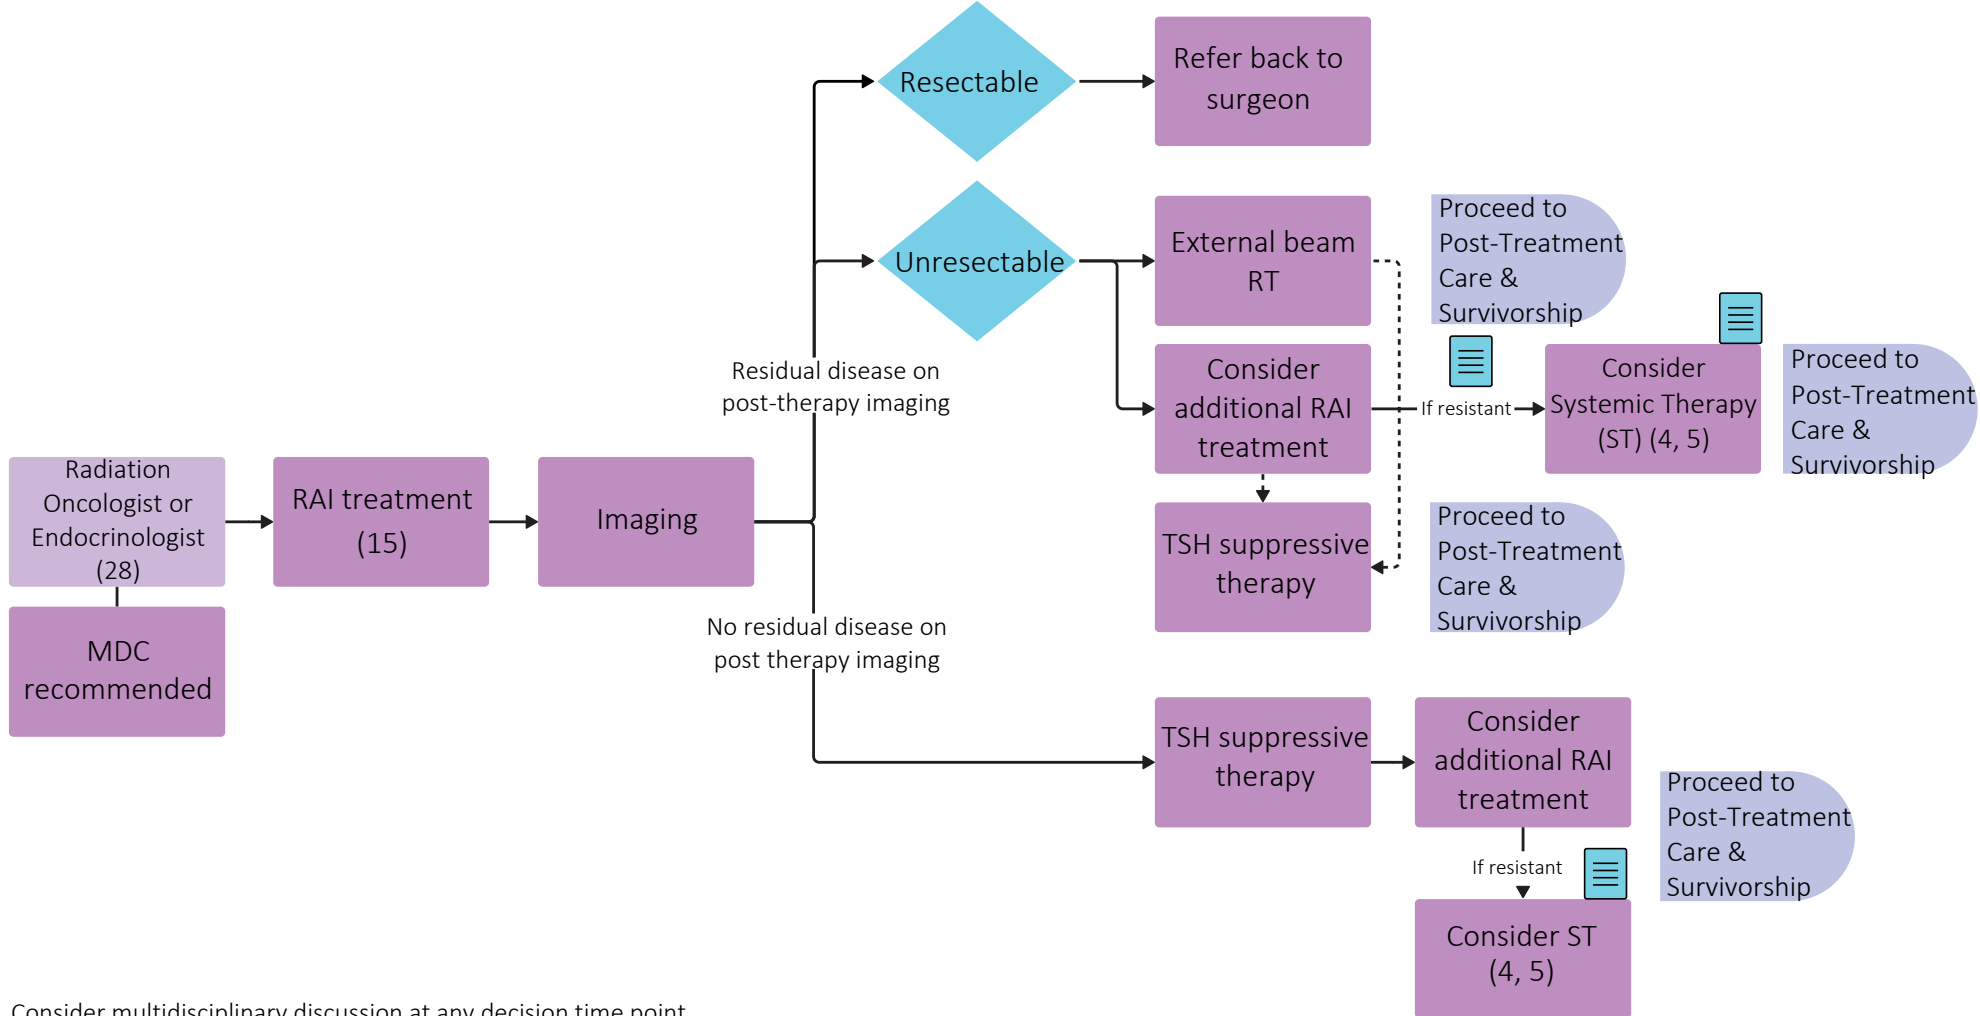 Resectable
Refer back to
surgeon
Unresectable
External beam
RT
Proceed to
Post-Treatment
Care &
Survivorship
Residual disease on
post-therapy imaging
Consider
additional RAI
treatment
If resistant
Consider
Systemic Therapy
(ST) (4, 5)
Proceed to
Post-Treatment
Care &
Survivorship
Radiation
Oncologist or
Endocrinologist
(28)
RAI treatment
(15)
Imaging
TSH suppressive
therapy
Proceed to
Post-Treatment
Care &
Survivorship
MDC
recommended
No residual disease on
post therapy imaging
TSH suppressive
therapy
Consider
additional RAI
treatment
Proceed to
Post-Treatment
Care &
Survivorship
If resistant
Consider ST
(4, 5)
Consider multidisciplinary discussion at any decision time point